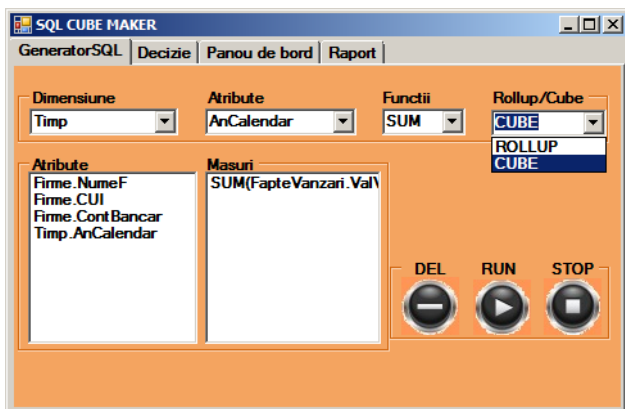 SQL CUBE MAKER
GeneratorSQL Decizie Panou de bord Raport
Dimensiune Atribute Functii Rollup/Cube
Timp AnCalendar SUM CUBE
ROLLUP
CUBE
Atribute Masuri
Firme.NumeF SUM(FapteVanzari.Val
Firme.CUI
Firme.ContBancar
Timp.AnCalendar
DEL RUN STOP